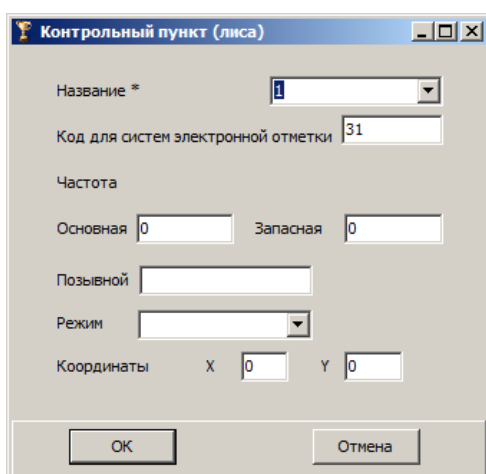 Контрольный пункт (лиса)
Название * 1
Код для систем электронной отметки 31
Частота
Основная 0 Запасная 0
Позывной
Режим
Координаты X 0 Y 0
OK Отмена